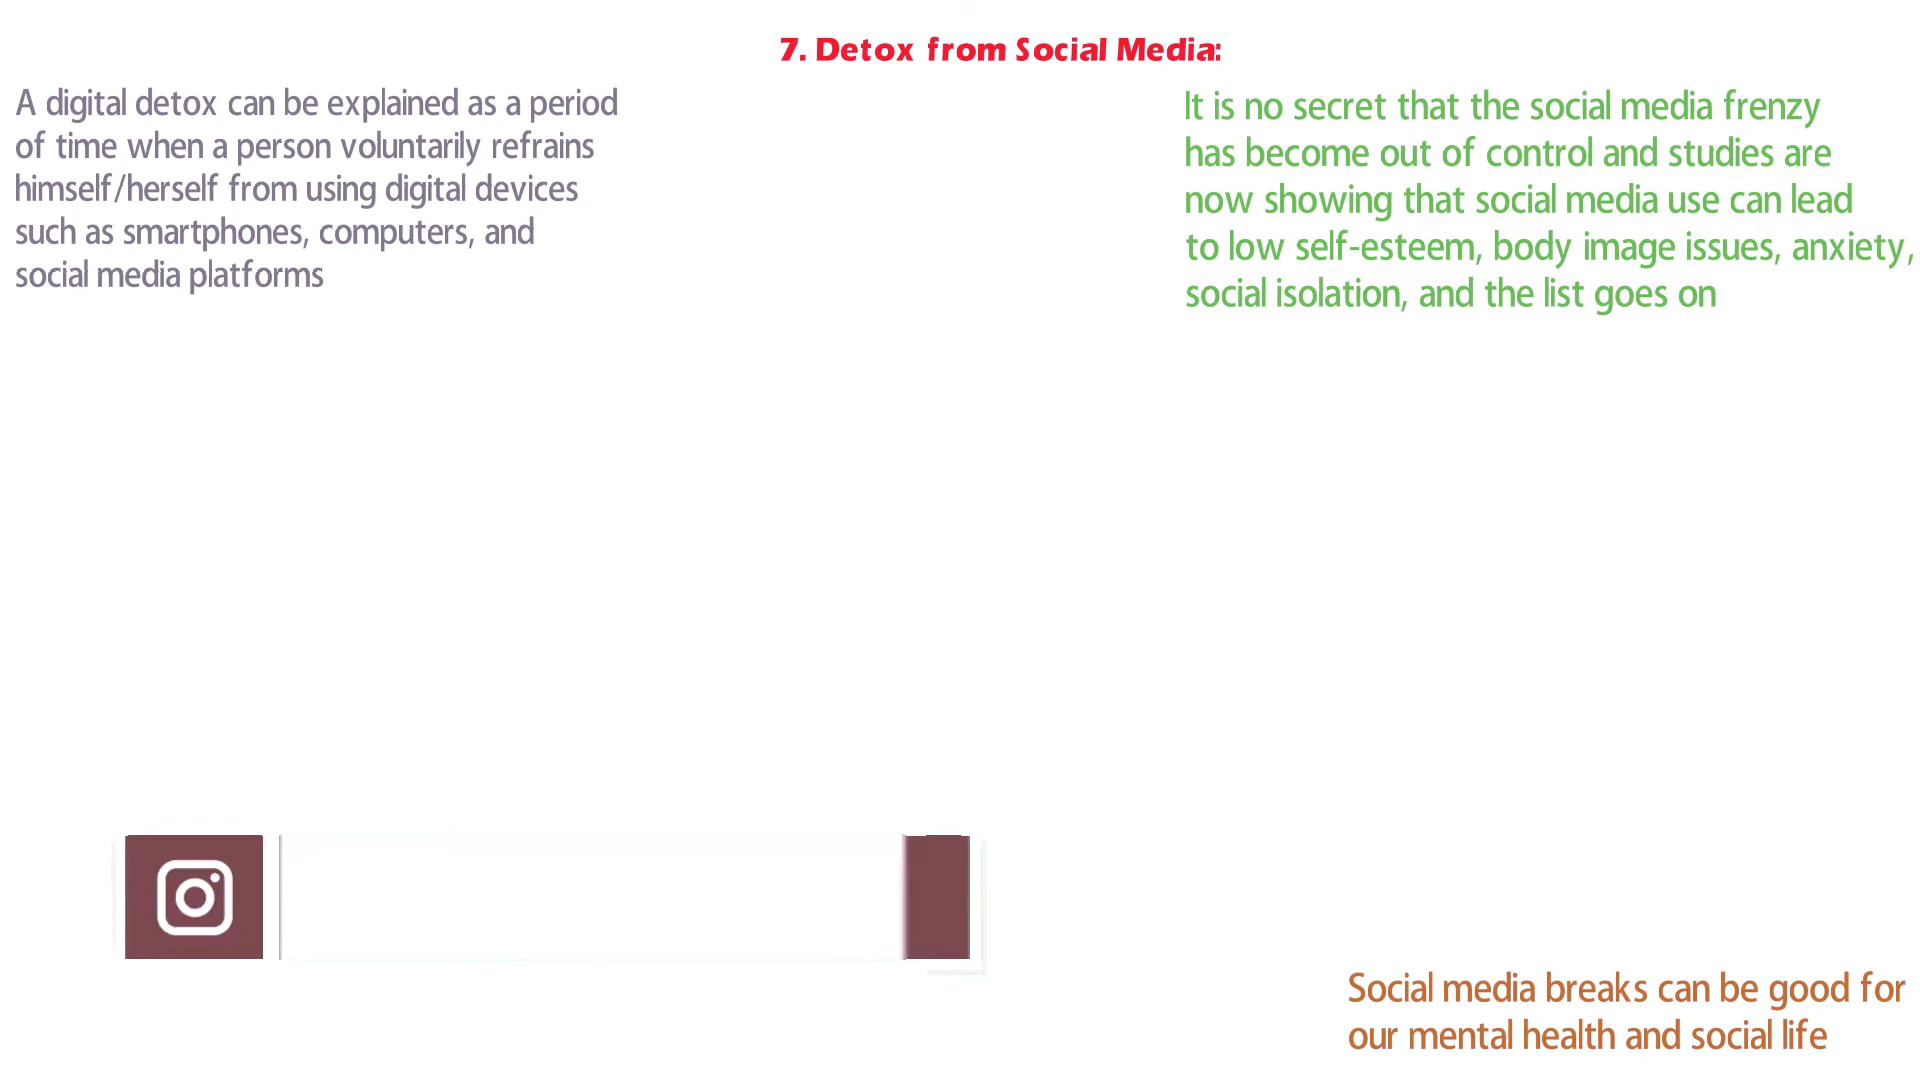 7. Detox from Social Media:
A digital detox can be explained as a period
of time when a person voluntarily refrains
himself/herself from using digital devices
such as smartphones, computers, and
social media platforms
It is no secret that the social media frenzy
has become out of control and studies are
now showing that social media use can lead
to low self-esteem, body image issues, anxiety,
social isolation, and the list goes on
Social media breaks can be good for
our mental health and social life